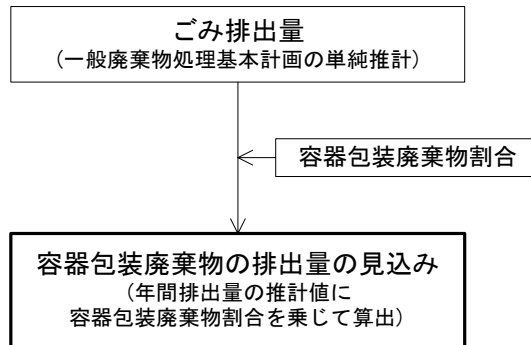 ごみ排出量
（一般廃棄物処理基本計画の単純推計）
容器包装廃棄物割合
容器包装廃棄物の排出量の見込み
（年間排出量の推計値に
容器包装廃棄物割合を乗じて算出）